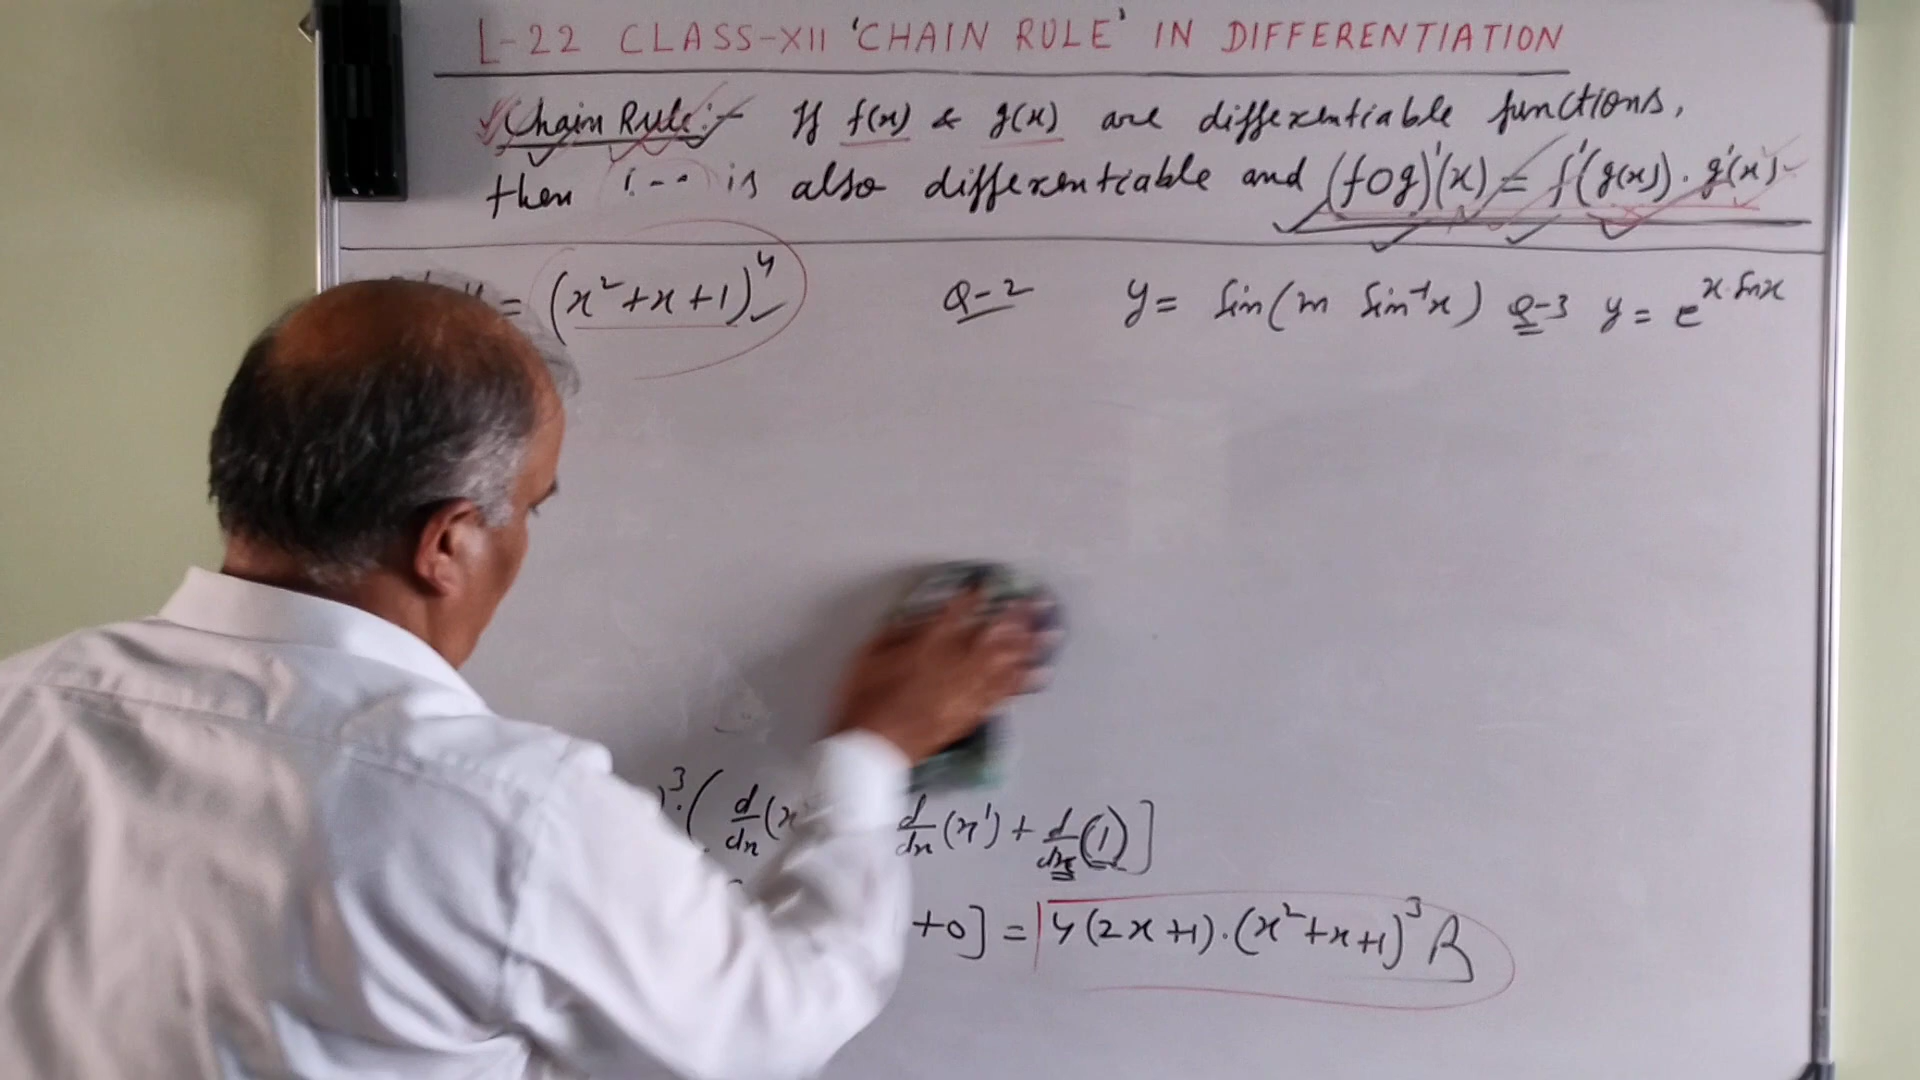 L-22 CLASS-XII 'CHAIN RULE' IN DIFFERENTIATION
Chain Rule:- If f(x) & g(x) are differentiable functions,
then is also differentiable and (fog)'(x) = f'(g(x)). g'(x)
= (x²+x+1)⁴ Q-2 y = Sin(m Sin⁻¹x) Q-3 y = e^{x.Sinx}
)³.( d/dx(x d/dx(x¹) + d/dx(1)]
+0] = 4(2x+1).(x²+x+1)³